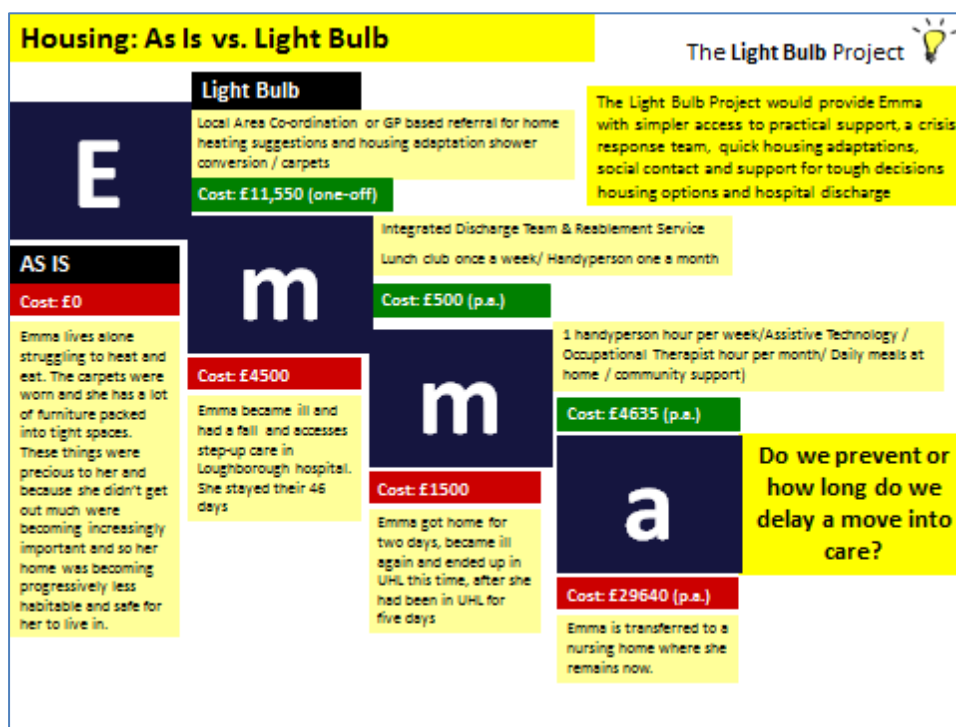 Housing: As Is vs. Light Bulb
The Light Bulb Project
Light Bulb
Local Area Co-ordination or GP based referral for home
heating suggestions and housing adaptation shower
conversion / carpets
Cost: £11,550 (one-off)
The Light Bulb Project would provide Emma
with simpler access to practical support, a crisis
response team, quick housing adaptations,
social contact and support for tough decisions
housing options and hospital discharge
E
AS IS
Cost: £0
Emma lives alone
struggling to heat and
eat. The carpets were
worn and she has a lot
of furniture packed
into tight spaces.
These things were
precious to her and
because she didn't get
out much were
becoming increasingly
important and so her
home was becoming
progressively less
habitable and safe for
her to live in.
Integrated Discharge Team & Reablement Service
Lunch club once a week/ Handyperson one a month
Cost: £500 (p.a.)
m
Cost: £4500
Emma became ill and
had a fall and accesses
step-up care in
Loughborough hospital.
She stayed their 46
days
1 handyperson hour per week/Assistive Technology /
Occupational Therapist hour per month/ Daily meals at
home / community support)
Cost: £4635 (p.a.)
m
Cost: £1500
Emma got home for
two days, became ill
again and ended up in
UHL this time, after she
had been in UHL for
five days
a
Cost: £29640 (p.a.)
Emma is transferred to a
nursing home where she
remains now.
Do we prevent or
how long do we
delay a move into
care?